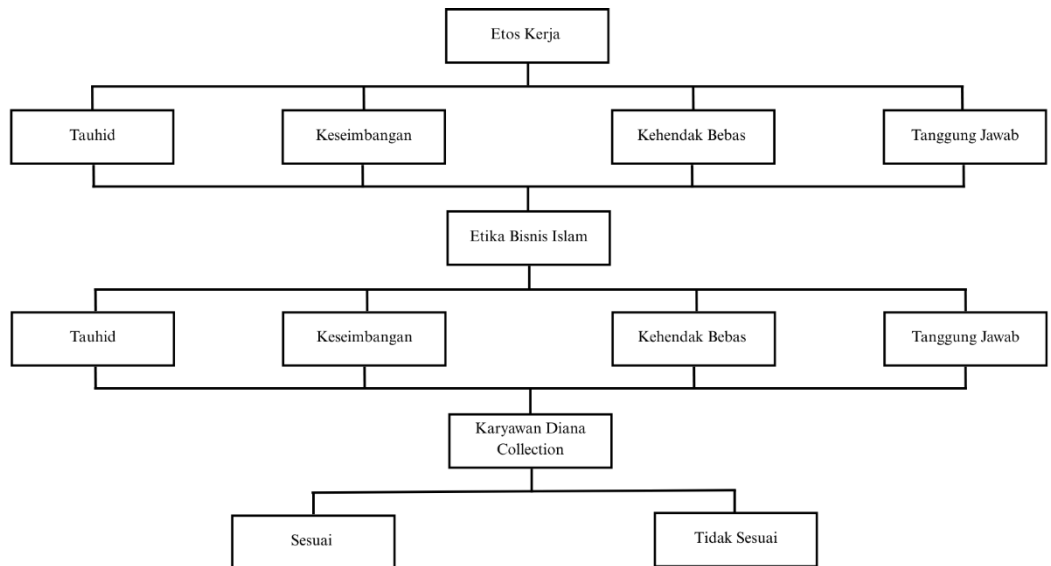 Etos Kerja
Tauhid
Keseimbangan
Kehendak Bebas
Tanggung Jawab
Etika Bisnis Islam
Tauhid
Keseimbangan
Kehendak Bebas
Tanggung Jawab
Karyawan Diana
Collection
Sesuai
Tidak Sesuai